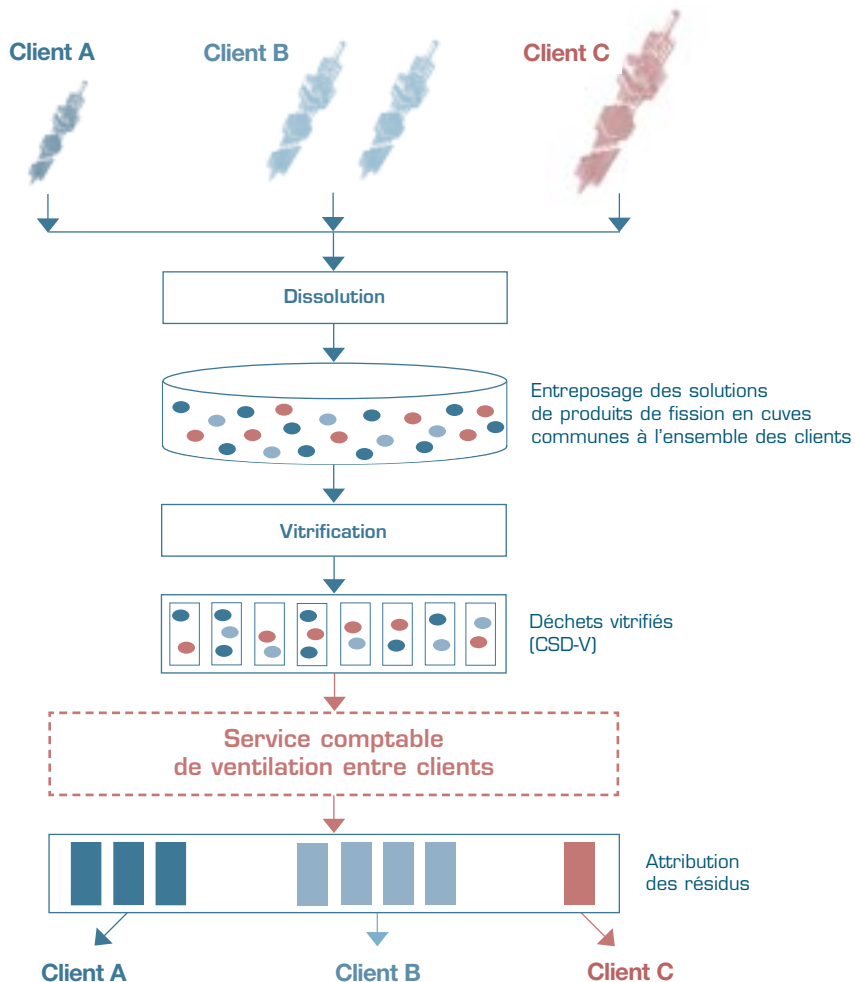 Client A
Client B
Client C
Dissolution
Entreposage des solutions
de produits de fission en cuves
communes à l'ensemble des clients
Vitrification
Déchets vitrifiés
(CSD-V)
Service comptable
de ventilation entre clients
Attribution
des résidus
Client A
Client B
Client C